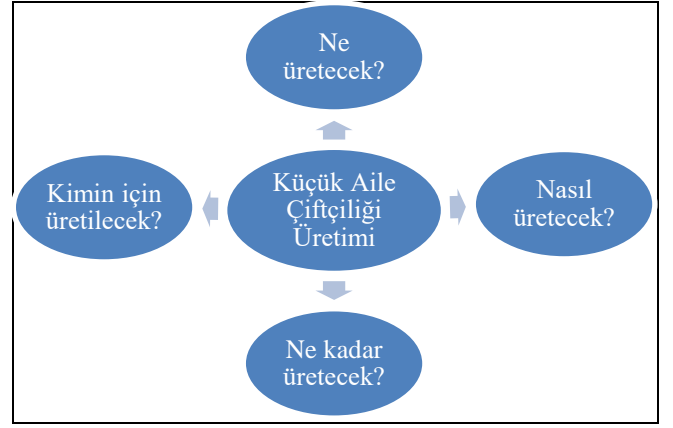 Ne
üretecek?
Kimin için
üretilecek?
Küçük Aile
Çiftçiliği
Üretimi
Nasıl
üretecek?
Ne kadar
üretecek?